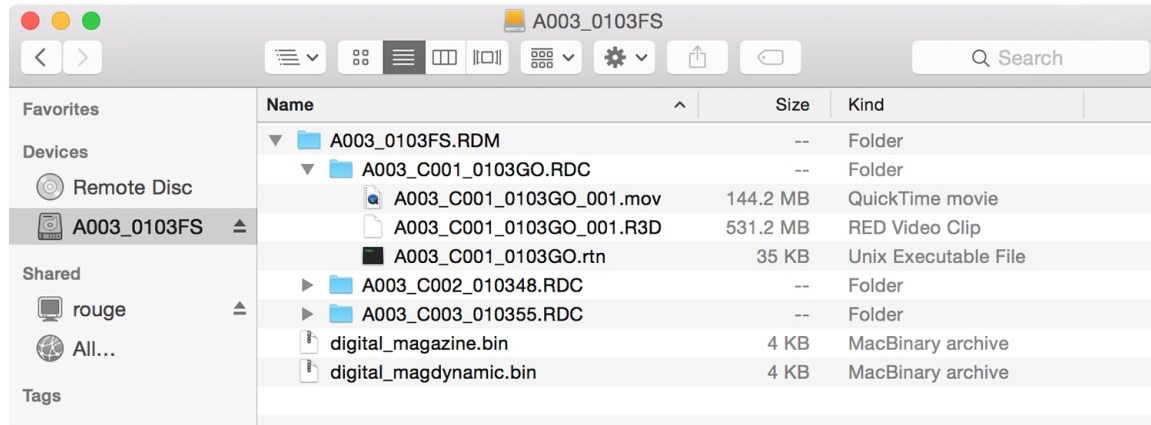 A003_0103FS
Search
Favorites
Devices
Remote Disc
A003_0103FS
Shared
rouge
All...
Tags
Name Size Kind
A003_0103FS.RDM -- Folder
A003_C001_0103GO.RDC -- Folder
A003_C001_0103GO_001.mov 144.2 MB QuickTime movie
A003_C001_0103GO_001.R3D 531.2 MB RED Video Clip
A003_C001_0103GO.rtn 35 KB Unix Executable File
A003_C002_010348.RDC -- Folder
A003_C003_010355.RDC -- Folder
digital_magazine.bin 4 KB MacBinary archive
digital_magdynamic.bin 4 KB MacBinary archive